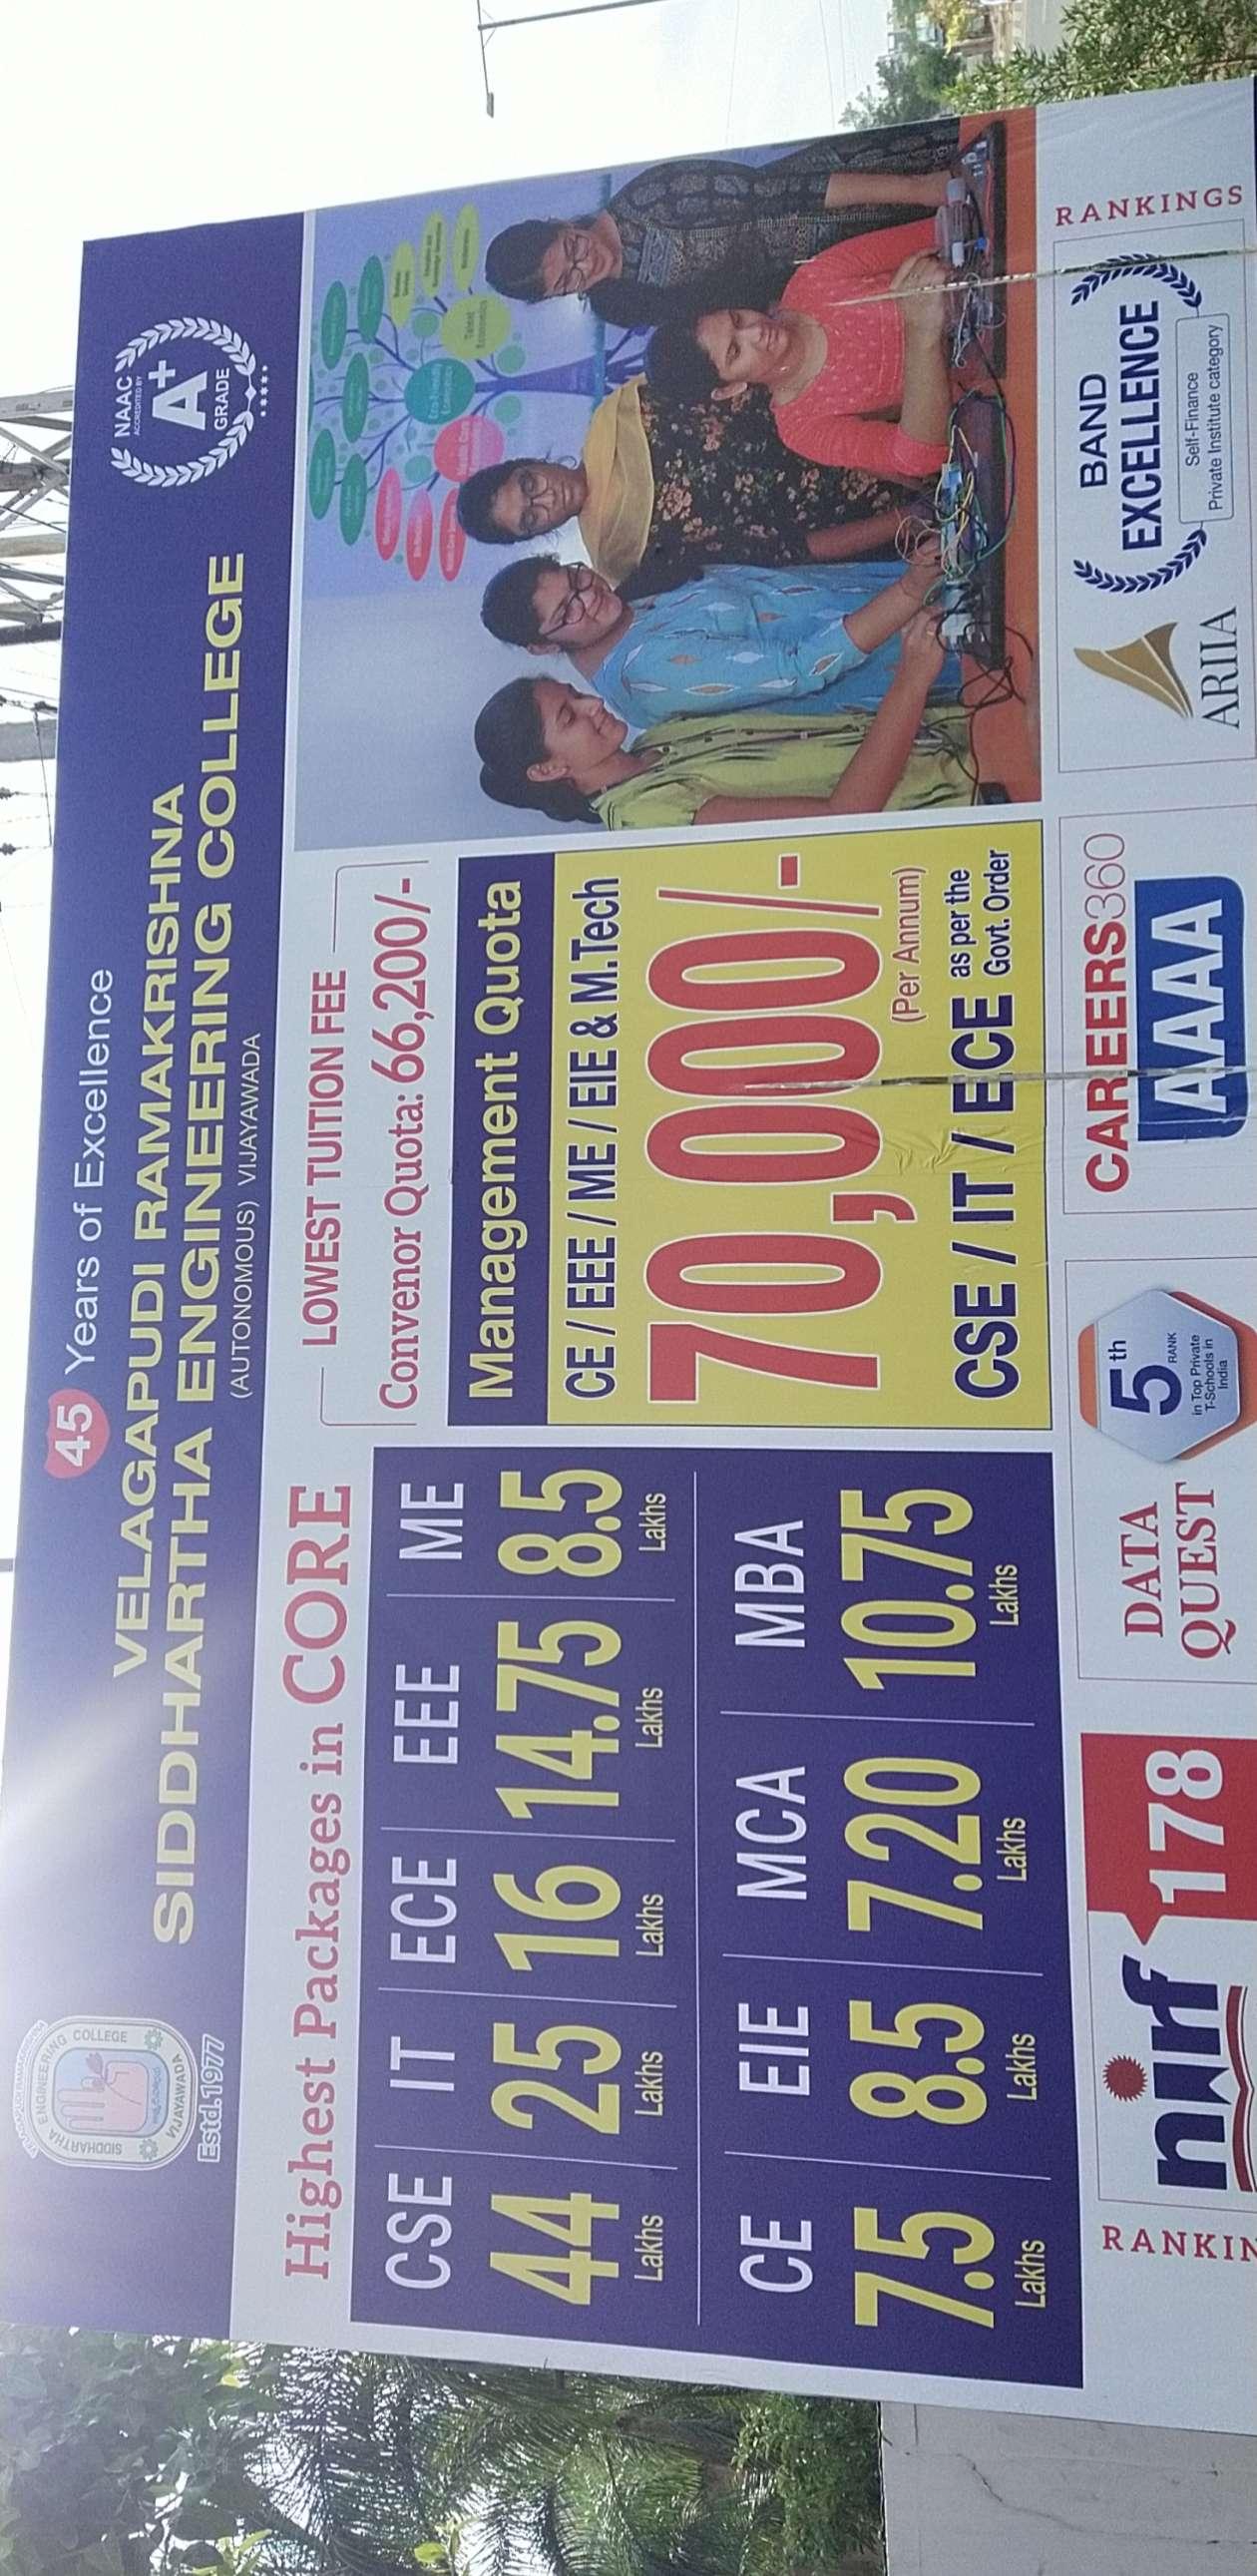 45 Years of Excellence
VELAGAPUDI RAMAKRISHNA
SIDDHARTHA ENGINEERING COLLEGE
(AUTONOMOUS) VIJAYAWADA
SIDDHARTHA ENGINEERING COLLEGE
VIJAYAWADA
Estd.1977
NAAC
ACCREDITED BY
A+
GRADE
Highest Packages in CORE
CSE IT ECE EEE ME
44 25 16 14.75 8.5
Lakhs Lakhs Lakhs Lakhs Lakhs
CE EIE MCA MBA
7.5 8.5 7.20 10.75
Lakhs Lakhs Lakhs Lakhs
LOWEST TUITION FEE
Convenor Quota: 66,200/-
Management Quota
CE / EEE / ME / EIE & M.Tech
70,000/-
(Per Annum)
CSE / IT / ECE as per the
Govt. Order
Talent
RANKIN
nirf 178
DATA
QUEST
5th
RANK
in Top Private
T-Schools in
India
CAREERS360
AAAA
ARIIA
BAND
EXCELLENCE
Self-Finance
Private Institute category
RANKINGS